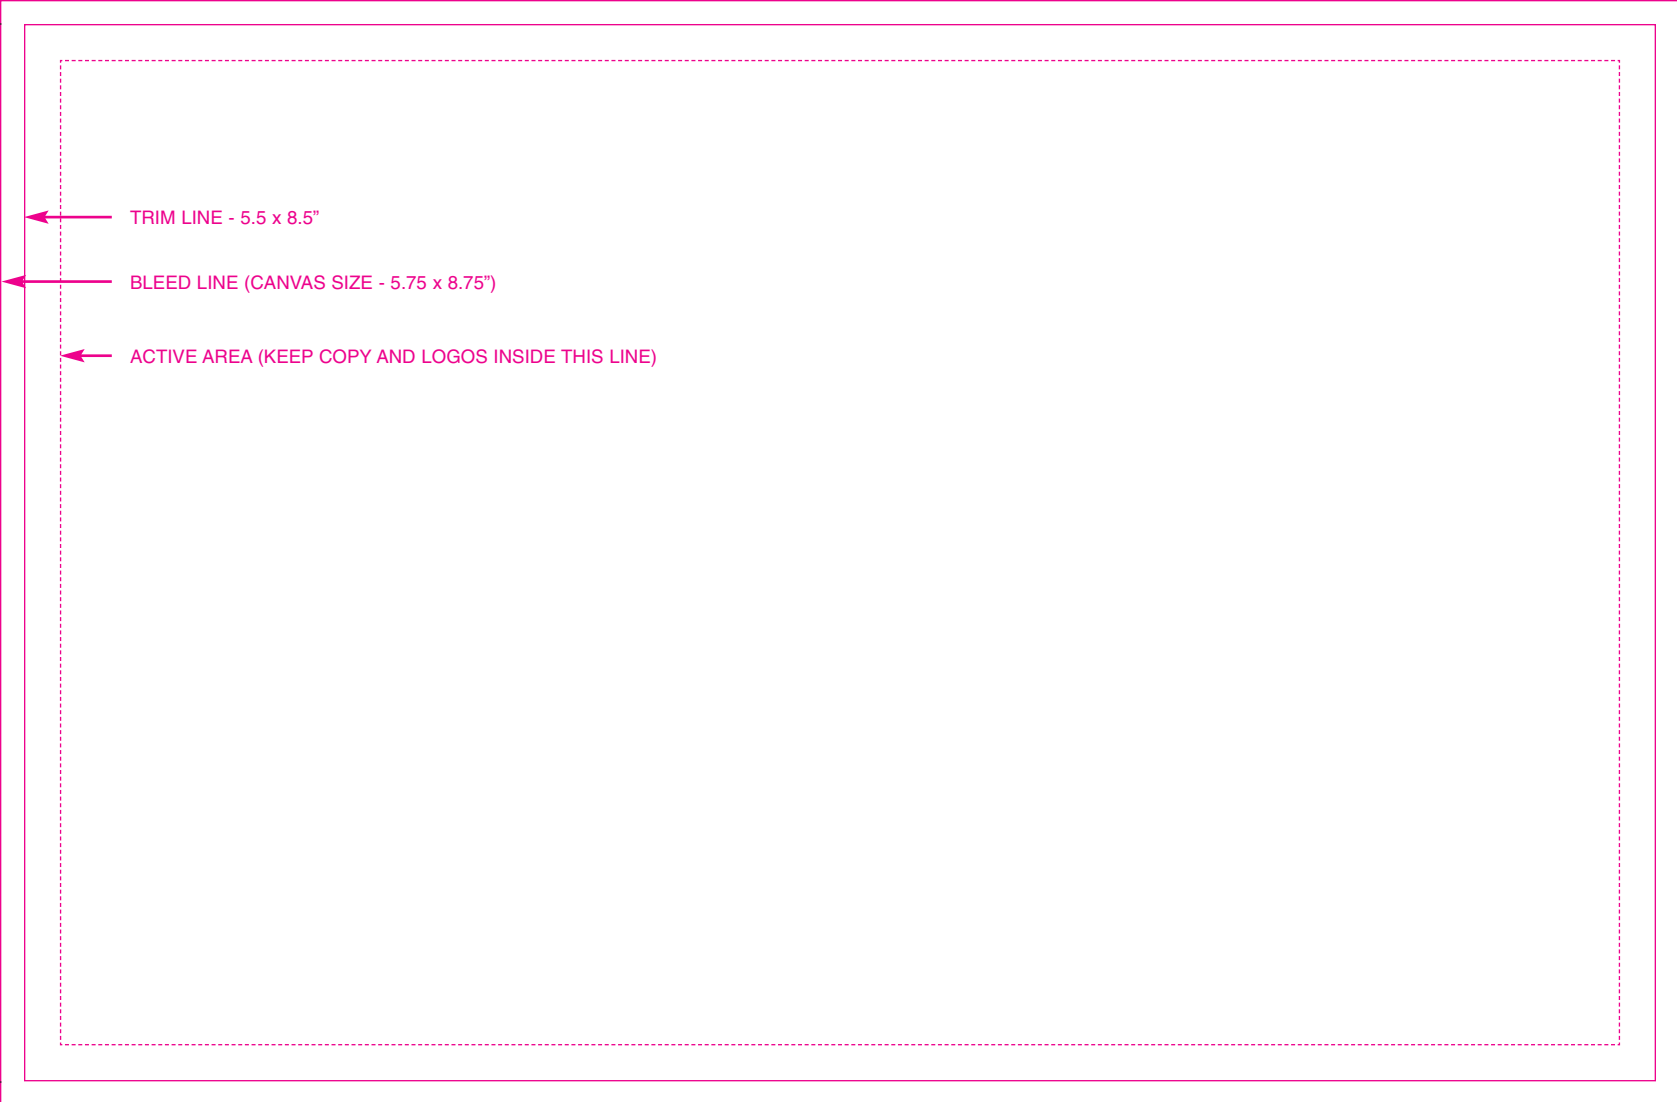 TRIM LINE - 5.5 x 8.5”
BLEED LINE (CANVAS SIZE - 5.75 x 8.75”)
ACTIVE AREA (KEEP COPY AND LOGOS INSIDE THIS LINE)